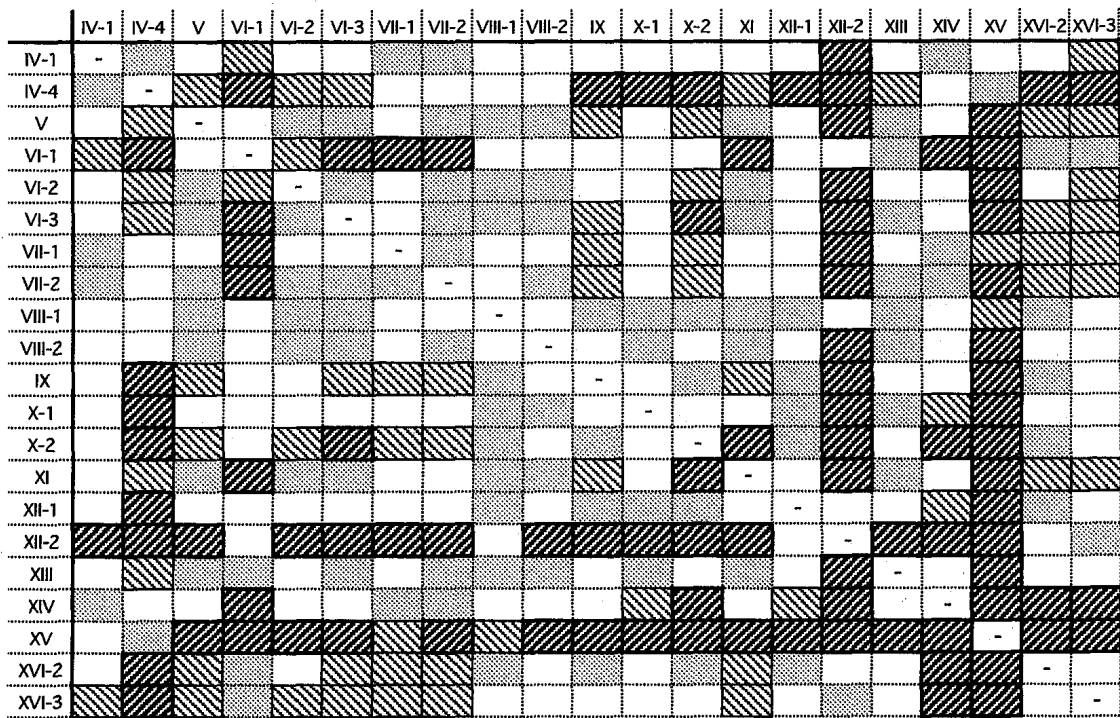 IV-1 IV-4 V VI-1 VI-2 VI-3 VII-1 VII-2 VIII-1 VIII-2 IX X-1 X-2 XI XII-1 XII-2 XIII XIV XV XVI-2 XVI-3
IV-1 -
IV-4 -
V -
VI-1 -
VI-2 -
VI-3 -
VII-1 -
VII-2 -
VIII-1 -
VIII-2 -
IX -
X-1 -
X-2 -
XI -
XII-1 -
XII-2 -
XIII -
XIV -
XV -
XVI-2 -
XVI-3 -